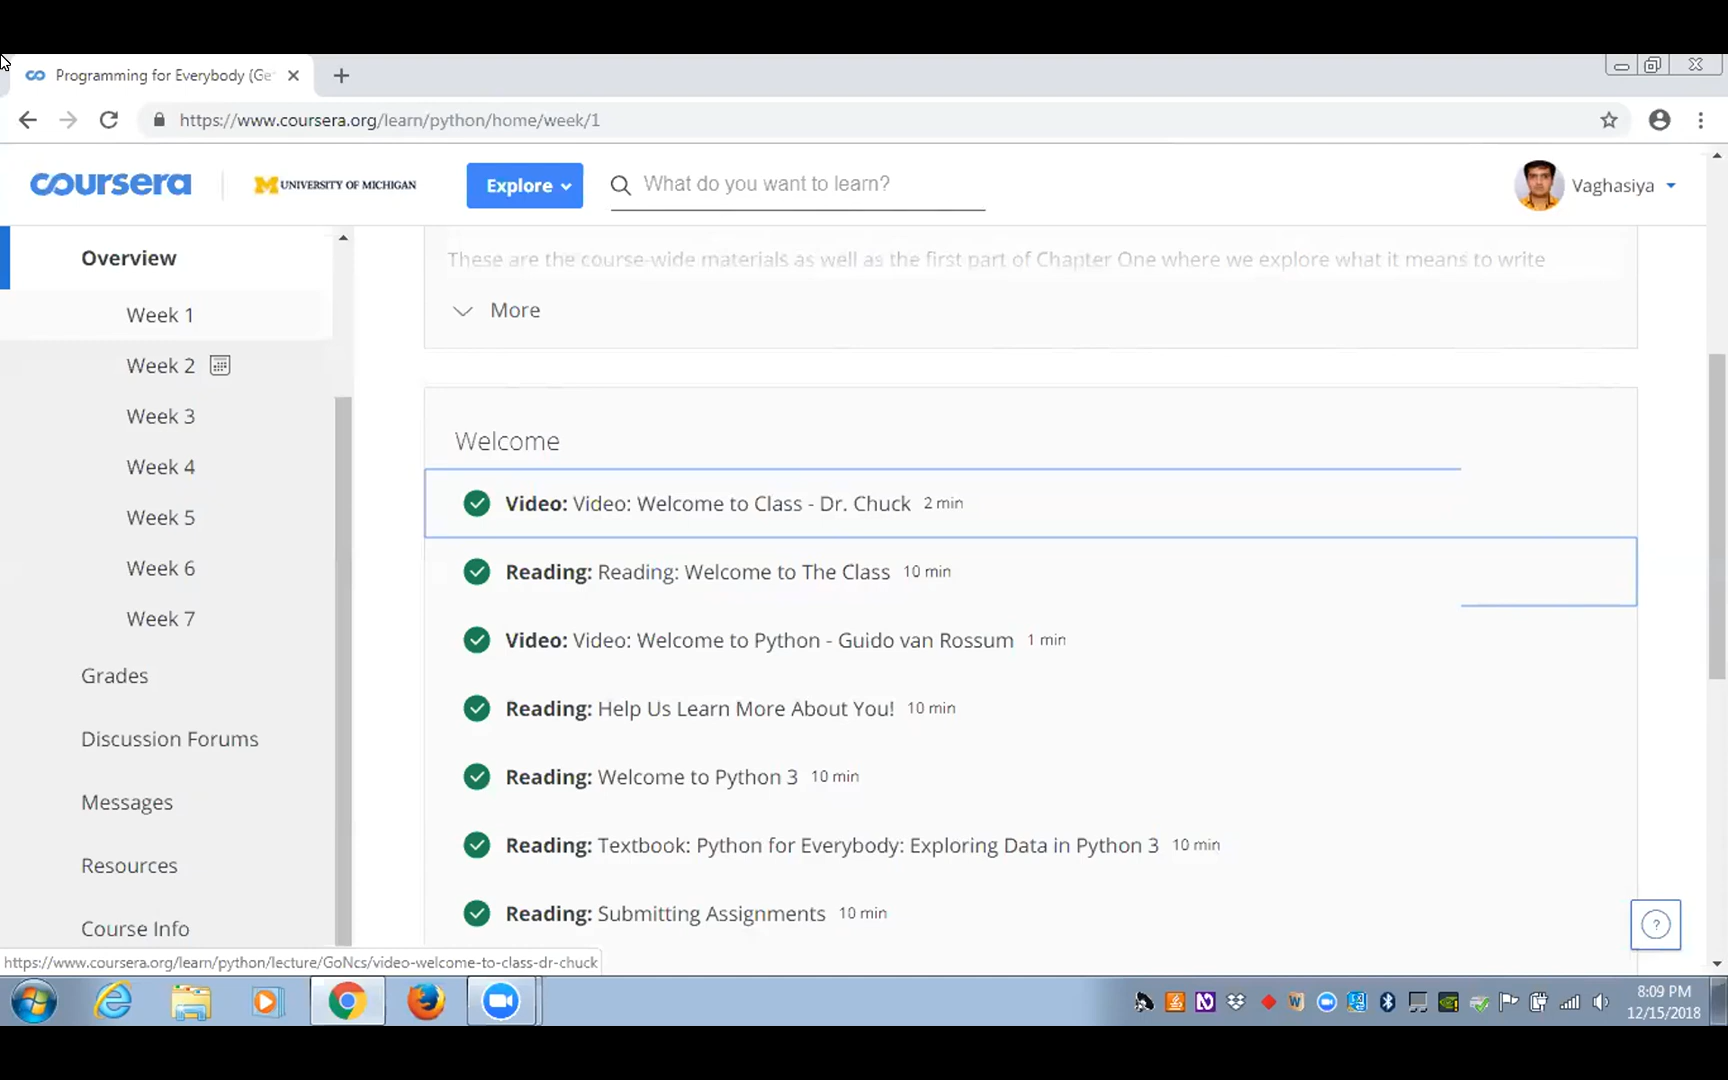 Programming for Everybody (Ge
https://www.coursera.org/learn/python/home/week/1
coursera
M UNIVERSITY OF MICHIGAN
Explore
What do you want to learn?
Vaghasiya
Overview
Week 1
Week 2
Week 3
Week 4
Week 5
Week 6
Week 7
Grades
Discussion Forums
Messages
Resources
Course Info
These are the course-wide materials as well as the first part of Chapter One where we explore what it means to write
More
Welcome
Video: Video: Welcome to Class - Dr. Chuck 2 min
Reading: Reading: Welcome to The Class 10 min
Video: Video: Welcome to Python - Guido van Rossum 1 min
Reading: Help Us Learn More About You! 10 min
Reading: Welcome to Python 3 10 min
Reading: Textbook: Python for Everybody: Exploring Data in Python 3 10 min
Reading: Submitting Assignments 10 min
?
https://www.coursera.org/learn/python/lecture/GoNcs/video-welcome-to-class-dr-chuck
8:09 PM
12/15/2018